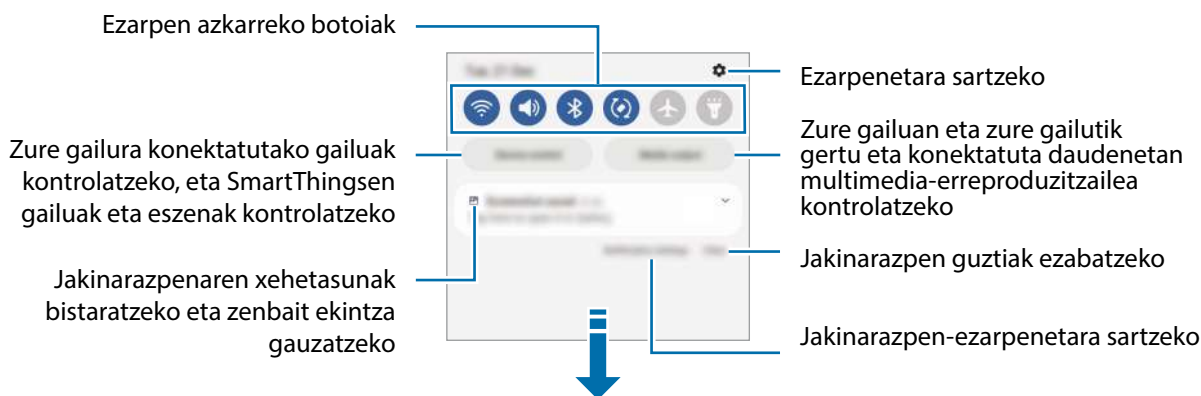 Ezarpen azkarreko botoiak
Ezarpenetara sartzeko
Zure gailura konektatutako gailuak
kontrolatzeko, eta SmartThingsen
gailuak eta eszenak kontrolatzeko
Zure gailuan eta zure gailutik
gertu eta konektatuta daudenetan
multimedia-erreproduzitzailea
kontrolatzeko
Jakinarazpenaren xehetasunak
bistaratzeko eta zenbait ekintza
gauzatzeko
Jakinarazpen guztiak ezabatzeko
Jakinarazpen-ezarpenetara sartzeko